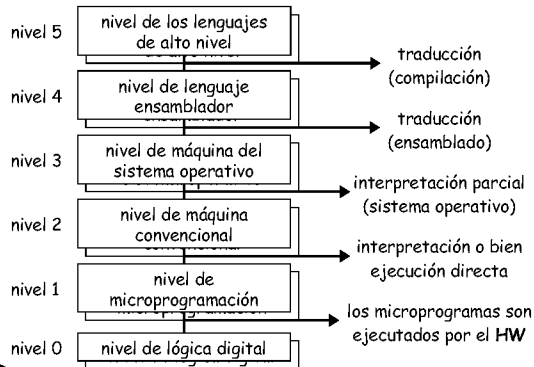 nivel 5
nivel de los lenguajes
de alto nivel
traducción
(compilación)
nivel 4
nivel de lenguaje
ensamblador
traducción
(ensamblado)
nivel 3
nivel de máquina del
sistema operativo
interpretación parcial
(sistema operativo)
nivel 2
nivel de máquina
convencional
interpretación o bien
ejecución directa
nivel 1
nivel de
microprogramación
los microprogramas son
ejecutados por el HW
nivel 0
nivel de lógica digital